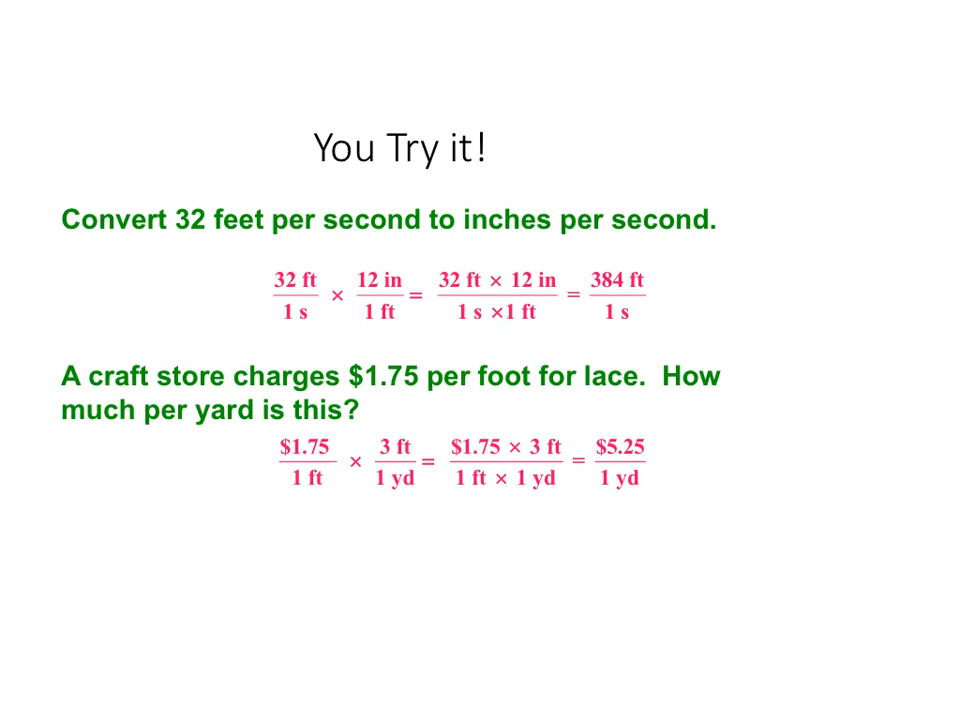 You Try it!
Convert 32 feet per second to inches per second.
32 ft / 1 s × 12 in / 1 ft = 32 ft × 12 in / 1 s × 1 ft = 384 ft / 1 s
A craft store charges $1.75 per foot for lace. How
much per yard is this?
$1.75 / 1 ft × 3 ft / 1 yd = $1.75 × 3 ft / 1 ft × 1 yd = $5.25 / 1 yd